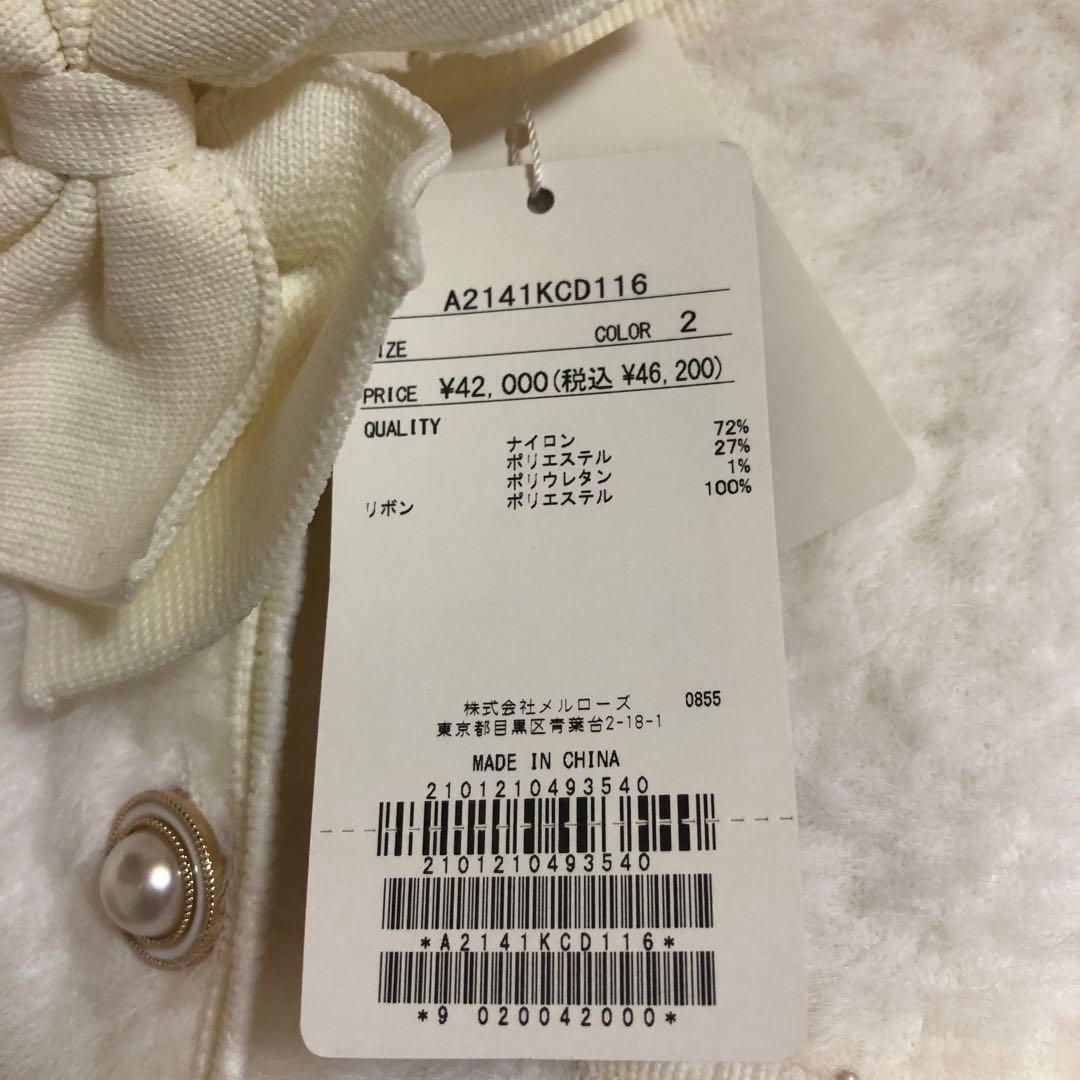 A2141KCD116
IZE COLOR 2
PRICE ¥42,000(税込 ¥46,200)
QUALITY
ナイロン 72%
ポリエステル 27%
ポリウレタン 1%
リボン ポリエステル 100%
株式会社メルローズ 0855
東京都目黒区青葉台2-18-1
MADE IN CHINA
2101210493540
2101210493540
*A2141KCD116*
*9 020042000*